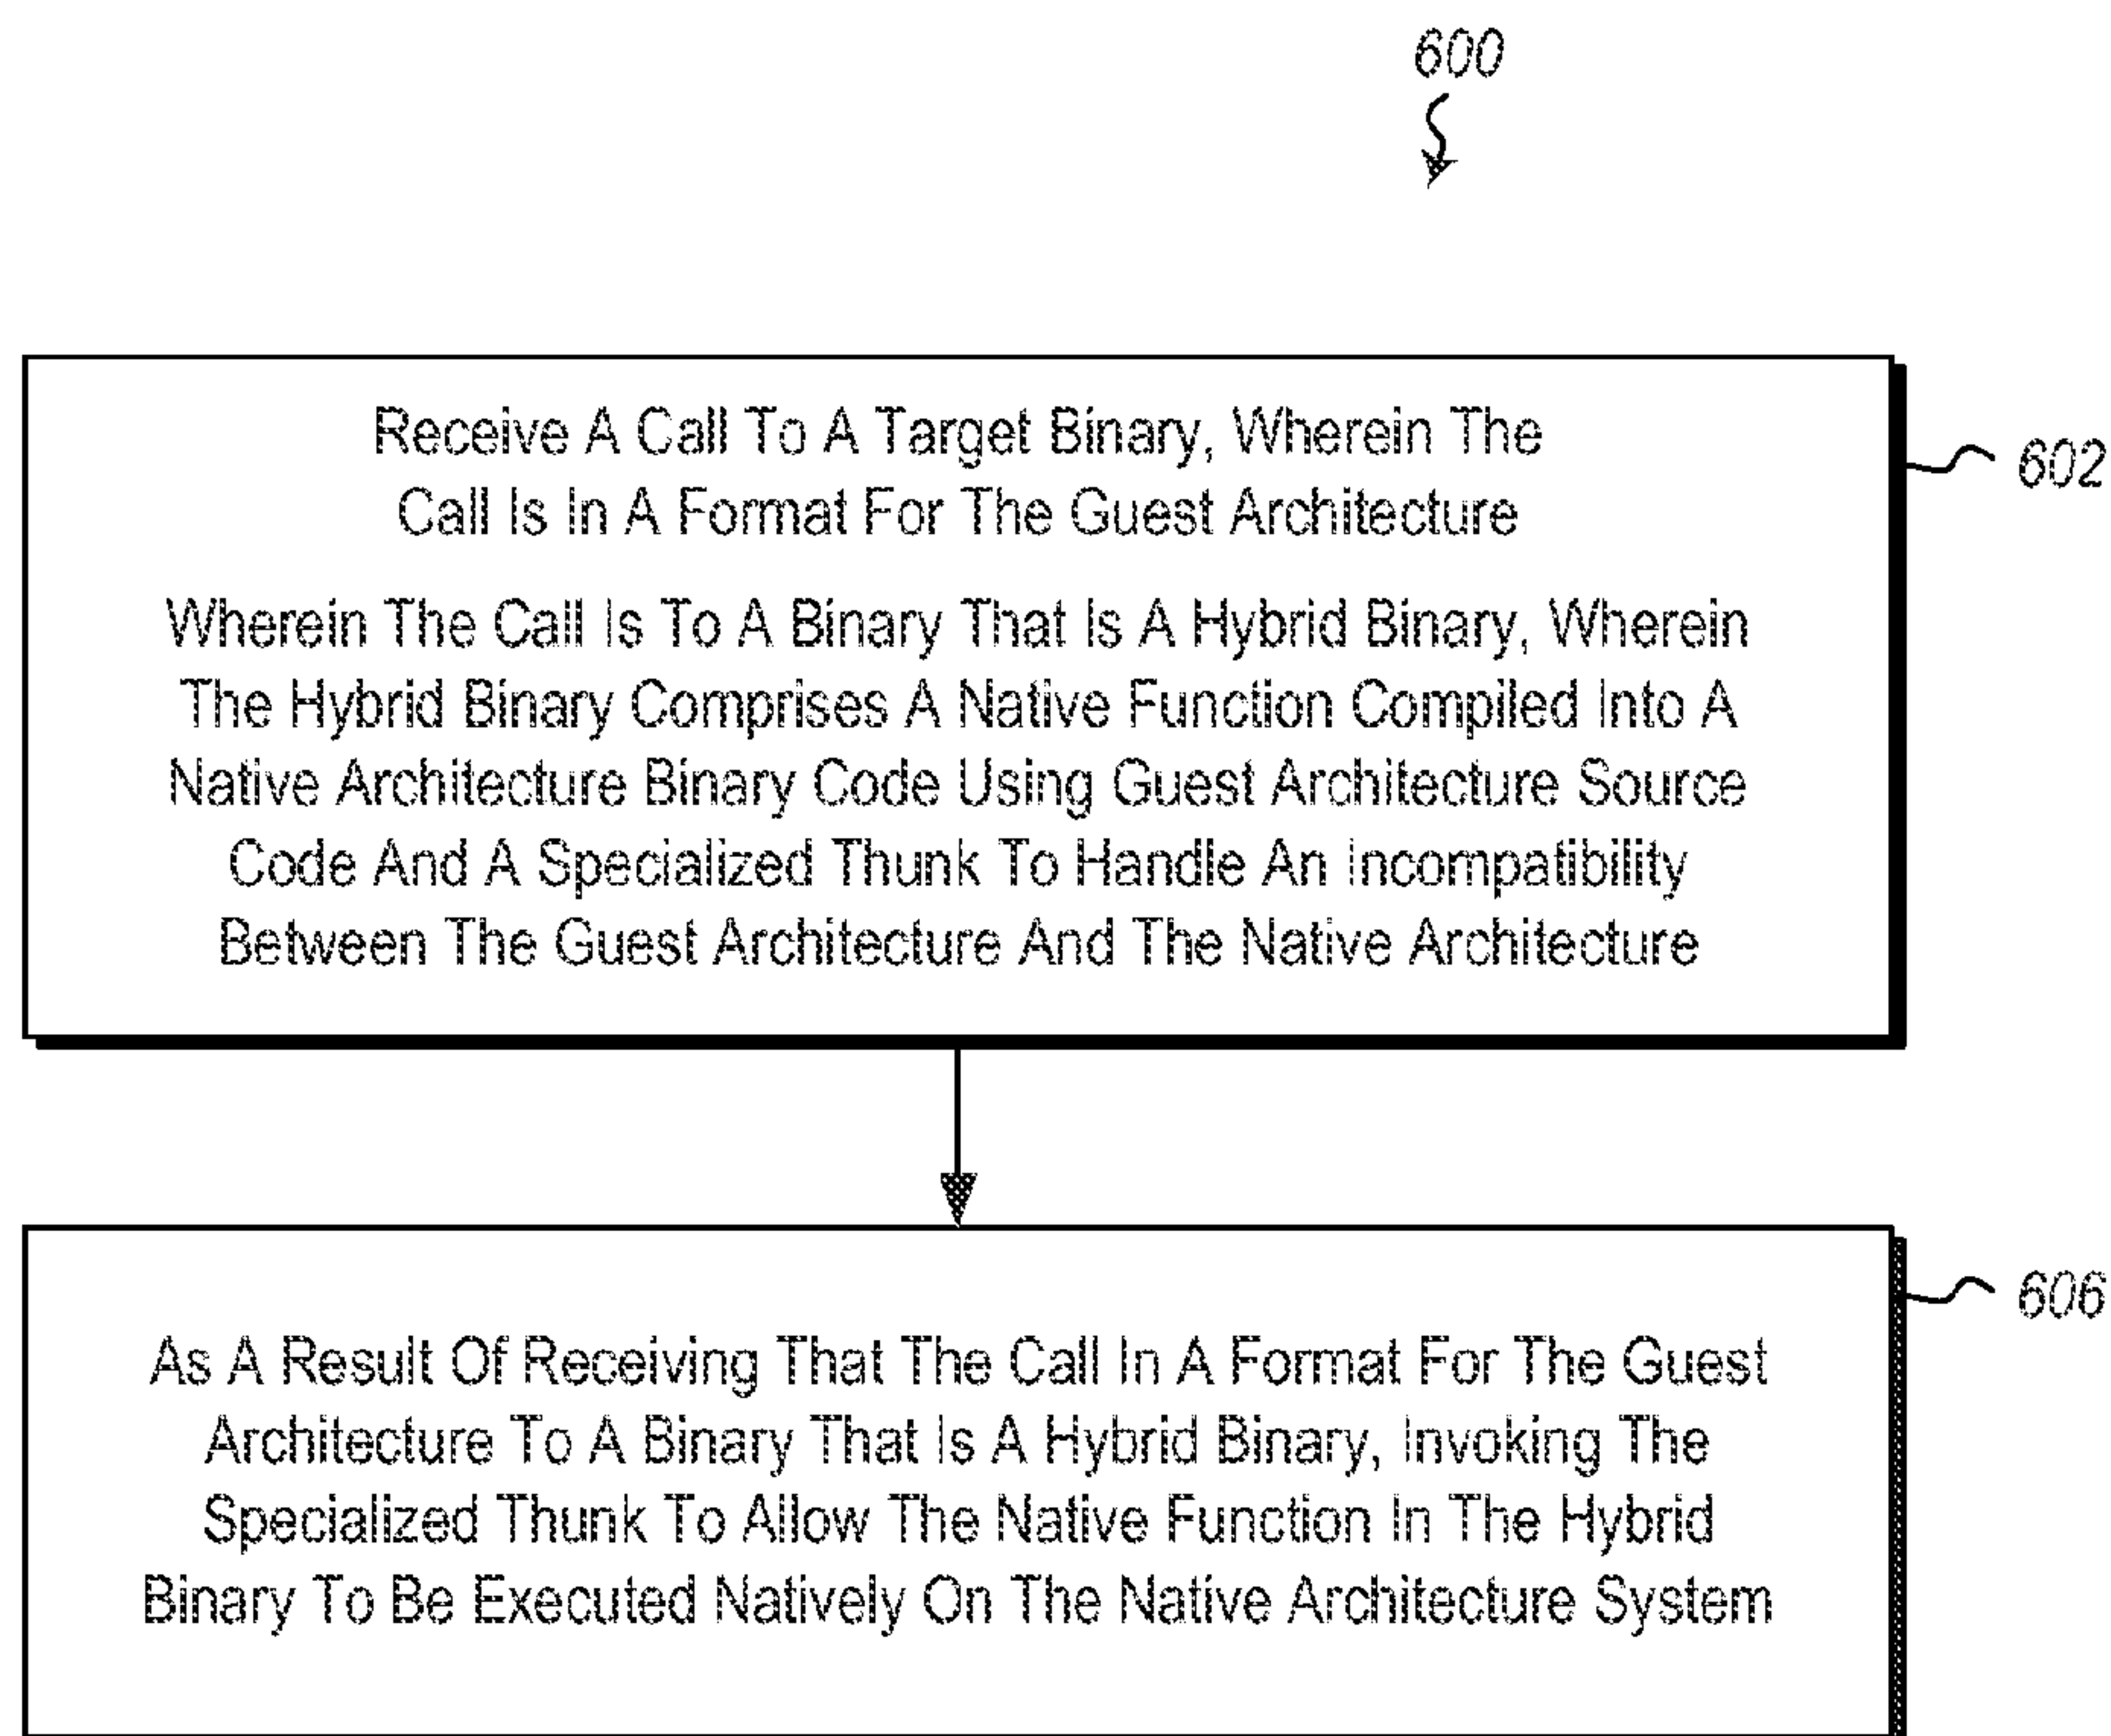 600
Receive A Call To A Target Binary, Wherein The
Call Is In A Format For The Guest Architecture
602
Wherein The Call Is To A Binary That Is A Hybrid Binary, Wherein
The Hybrid Binary Comprises A Native Function Compiled Into A
Native Architecture Binary Code Using Guest Architecture Source
Code And A Specialized Thunk To Handle An Incompatibility
Between The Guest Architecture And The Native Architecture
606
As A Result Of Receiving That The Call In A Format For The Guest
Architecture To A Binary That Is A Hybrid Binary, Invoking The
Specialized Thunk To Allow The Native Function In The Hybrid
Binary To Be Executed Natively On The Native Architecture System